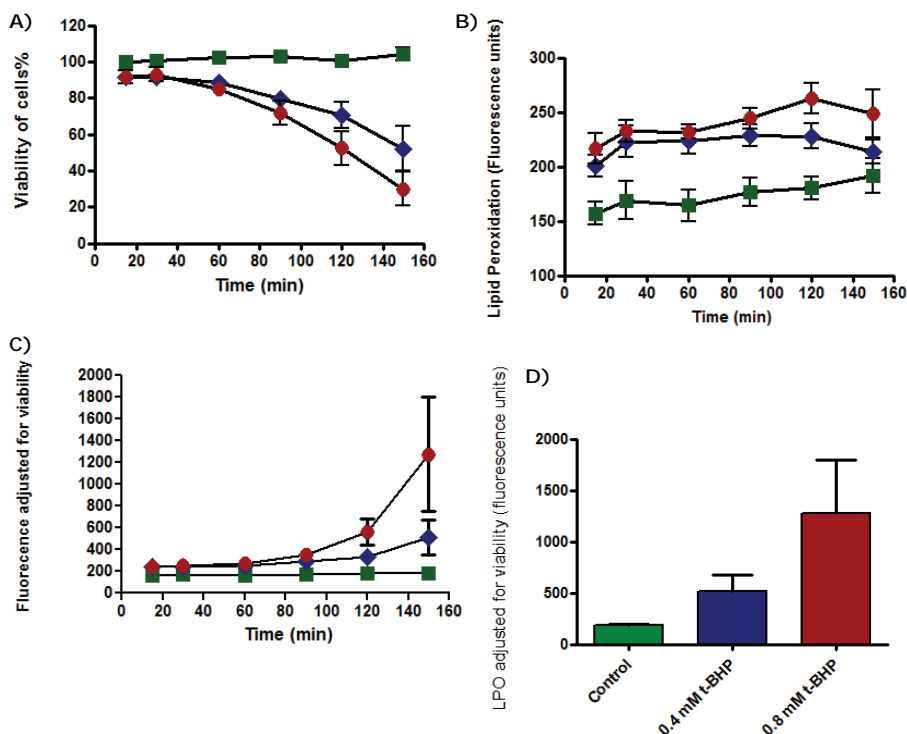 A)
Viability of cells%
120
100
80
60
40
20
0
0 20 40 60 80 100 120 140 160
Time (min)
B)
Lipid Peroxidation (Fluorescence units)
300
250
200
150
100
0 20 40 60 80 100 120 140 160
Time (min)
C)
Fluorecence adjusted for viability
2000
1800
1600
1400
1200
1000
800
600
400
200
0
0 20 40 60 80 100 120 140 160
Time (min)
D)
LPO adjusted for viability (fluorescence units)
2000
1500
1000
500
0
Control
0.4 mM t-BHP
0.8 mM t-BHP